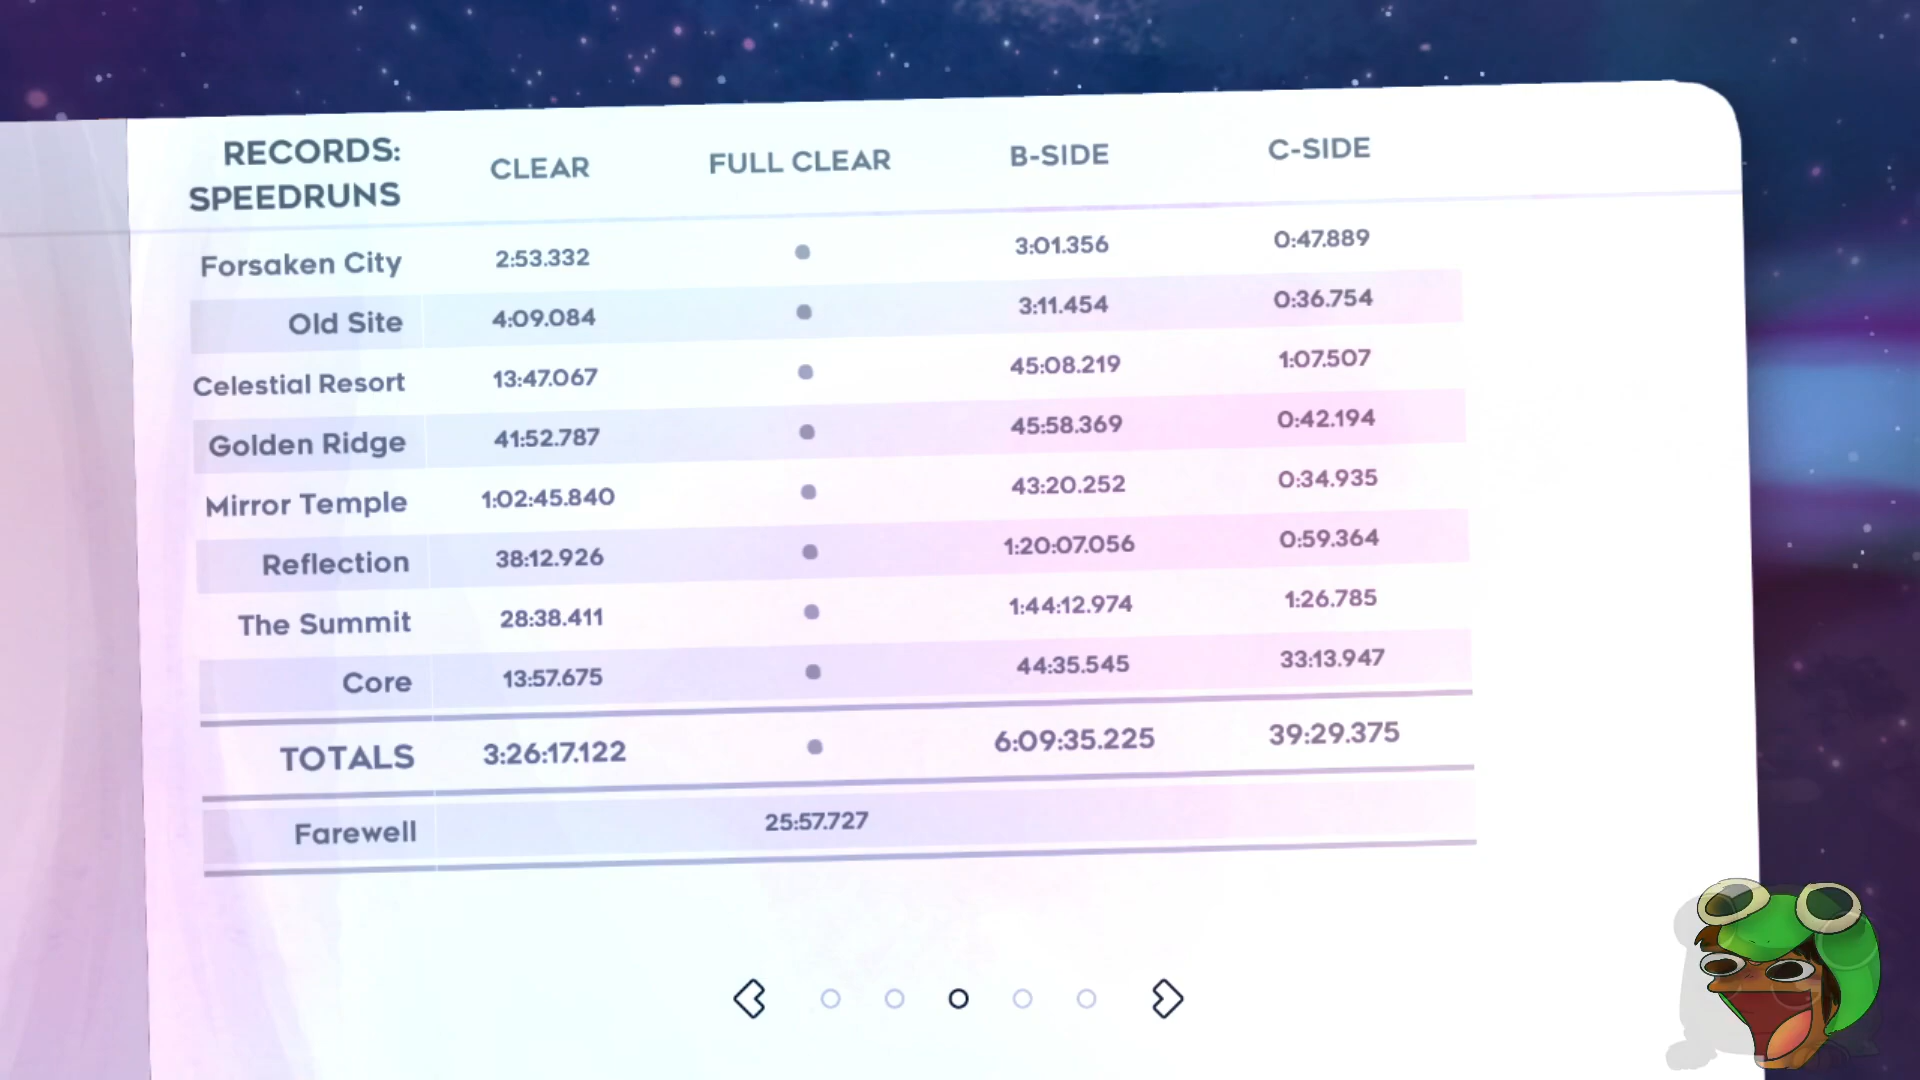 RECORDS:
SPEEDRUNS
CLEAR FULL CLEAR B-SIDE C-SIDE
Forsaken City 2:53.332 3:01.356 0:47.889
Old Site 4:09.084 3:11.454 0:36.754
Celestial Resort 13:47.067 45:08.219 1:07.507
Golden Ridge 41:52.787 45:58.369 0:42.194
Mirror Temple 1:02:45.840 43:20.252 0:34.935
Reflection 38:12.926 1:20:07.056 0:59.364
The Summit 28:38.411 1:44:12.974 1:26.785
Core 13:57.675 44:35.545 33:13.947
TOTALS 3:26:17.122 6:09:35.225 39:29.375
Farewell 25:57.727